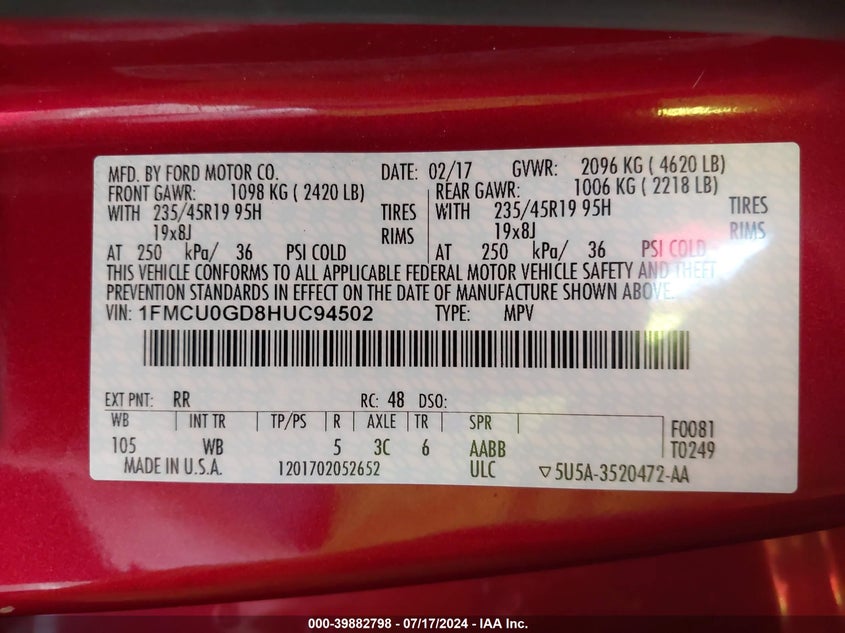 MFD. BY FORD MOTOR CO. DATE: 02/17 GVWR: 2096 KG ( 4620 LB)
FRONT GAWR: 1098 KG ( 2420 LB) REAR GAWR: 1006 KG ( 2218 LB)
WITH 235/45R19 95H TIRES WITH 235/45R19 95H TIRES
19x8J RIMS 19x8J RIMS
AT 250 kPa/ 36 PSI COLD AT 250 kPa/ 36 PSI COLD
THIS VEHICLE CONFORMS TO ALL APPLICABLE FEDERAL MOTOR VEHICLE SAFETY AND THEFT
PREVENTION STANDARDS IN EFFECT ON THE DATE OF MANUFACTURE SHOWN ABOVE.
VIN: 1FMCU0GD8HUC94502 TYPE: MPV
EXT PNT: RR RC: 48 DSO:
WB INT TR TP/PS R AXLE TR SPR F0081
105 WB 5 3C 6 AABB T0249
MADE IN U.S.A. 1201702052652 ULC ▽5U5A-3520472-AA
000-39882798 - 07/17/2024 - IAA Inc.